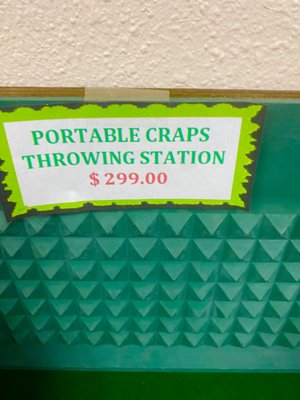 PORTABLE CRAPS
THROWING STATION
$ 299.00